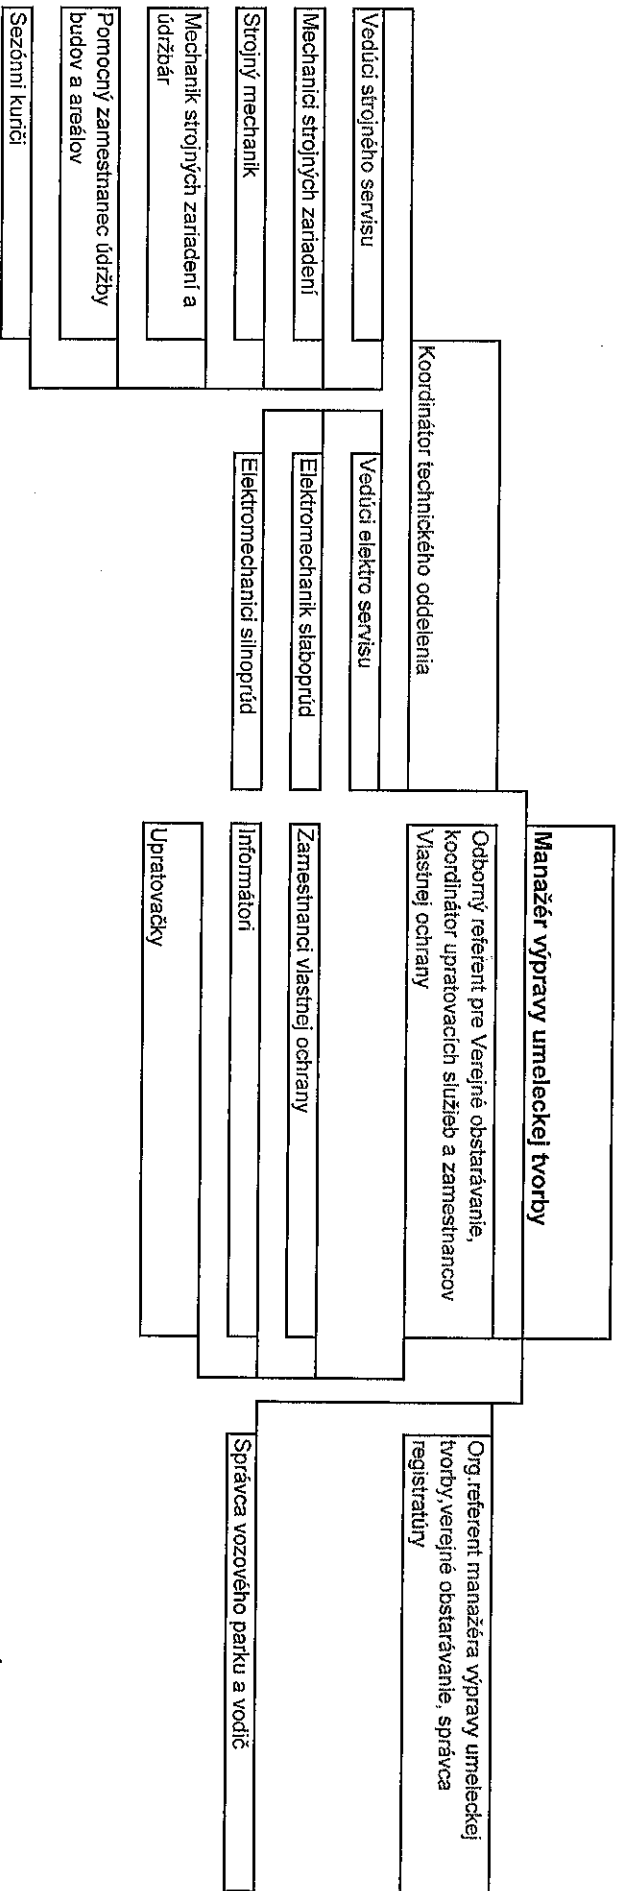 Manažér výpravy umeleckej tvorby
Koordinátor technického oddelenia
Odborný referent pre Verejné obstarávanie,
koordinátor upratovacích služieb a zamestnancov
Vlastnej ochrany
Org.referent manažéra výpravy umeleckej
tvorby,verejné obstarávanie, správca
registratúry
Vedúci strojného servisu
Vedúci elektro servisu
Mechanici strojných zariadení
Elektromechanik slaboprúd
Zamestnanci vlastnej ochrany
Strojný mechanik
Elektromechanici silnoprúd
Informátori
Správca vozového parku a vodič
Mechanik strojných zariadení a
údržbár
Upratovačky
Pomocný zamestnanec údržby
budov a areálov
Sezónni kuriči